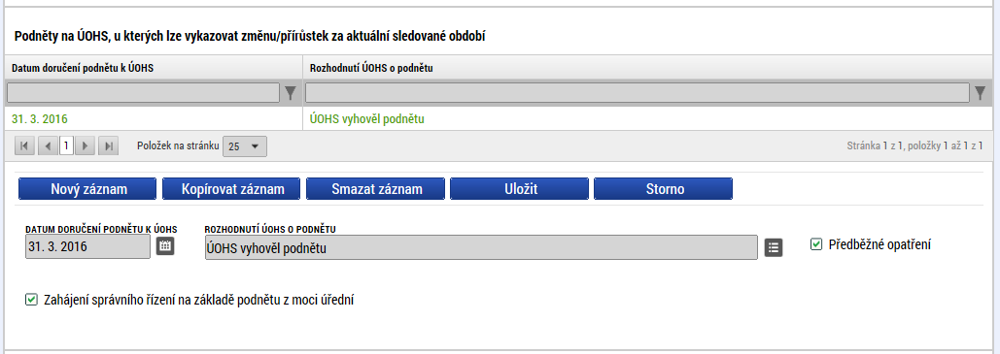 Podněty na ÚOHS, u kterých lze vykazovat změnu/přírůstek za aktuální sledované období
Datum doručení podnětu k ÚOHS Rozhodnutí ÚOHS o podnětu
31. 3. 2016 ÚOHS vyhověl podnětu
1 Položek na stránku 25 Stránka 1 z 1, položky 1 až 1 z 1
Nový záznam Kopírovat záznam Smazat záznam Uložit Storno
DATUM DORUČENÍ PODNĚTU K ÚOHS ROZHODNUTÍ ÚOHS O PODNĚTU
31. 3. 2016 ÚOHS vyhověl podnětu Předběžné opatření
Zahájení správního řízení na základě podnětu z moci úřední